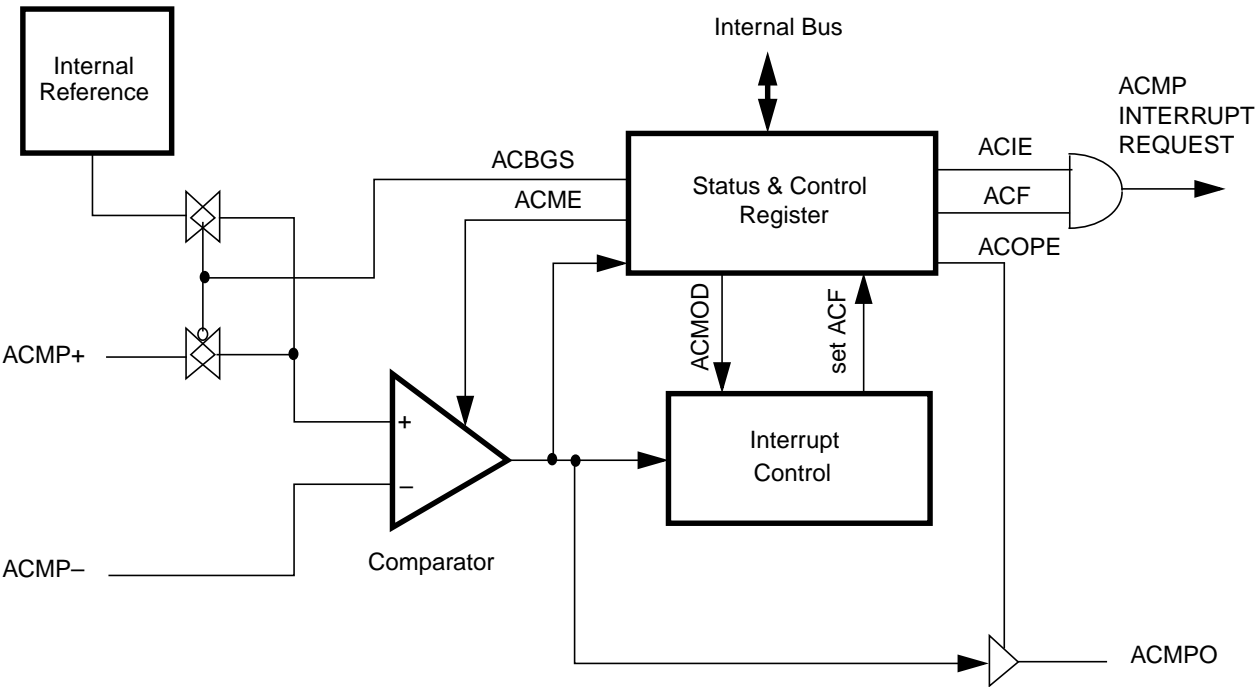 Internal Bus
Internal
Reference
ACMP
INTERRUPT
REQUEST
ACBGS
ACME
Status & Control
Register
ACIE
ACF
ACOPE
ACMOD
set ACF
ACMP+
+
–
Interrupt
Control
Comparator
ACMP–
ACMPO